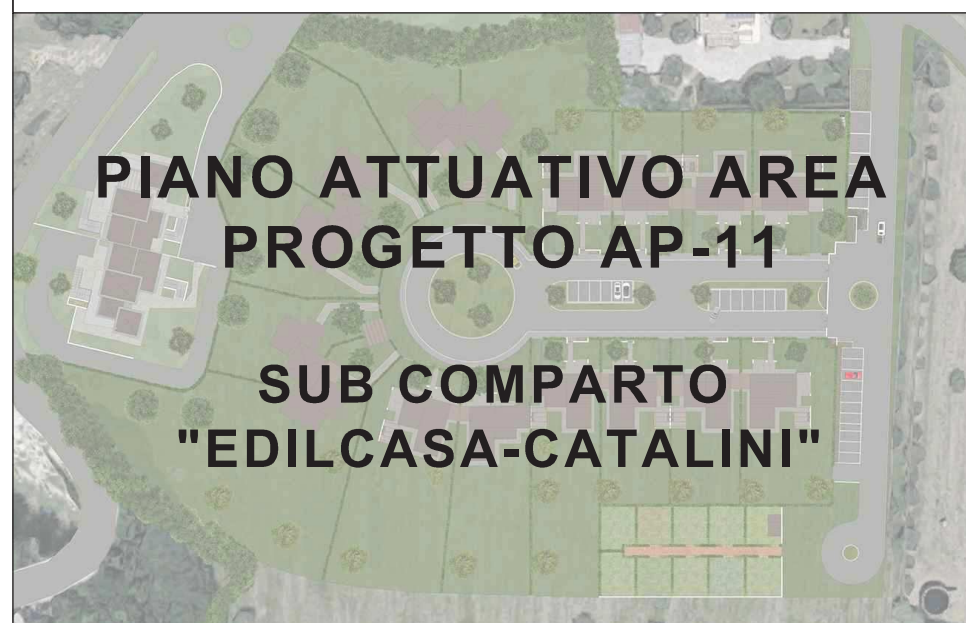 PIANO ATTUATIVO AREA
PROGETTO AP-11
SUB COMPARTO
"EDILCASA-CATALINI"